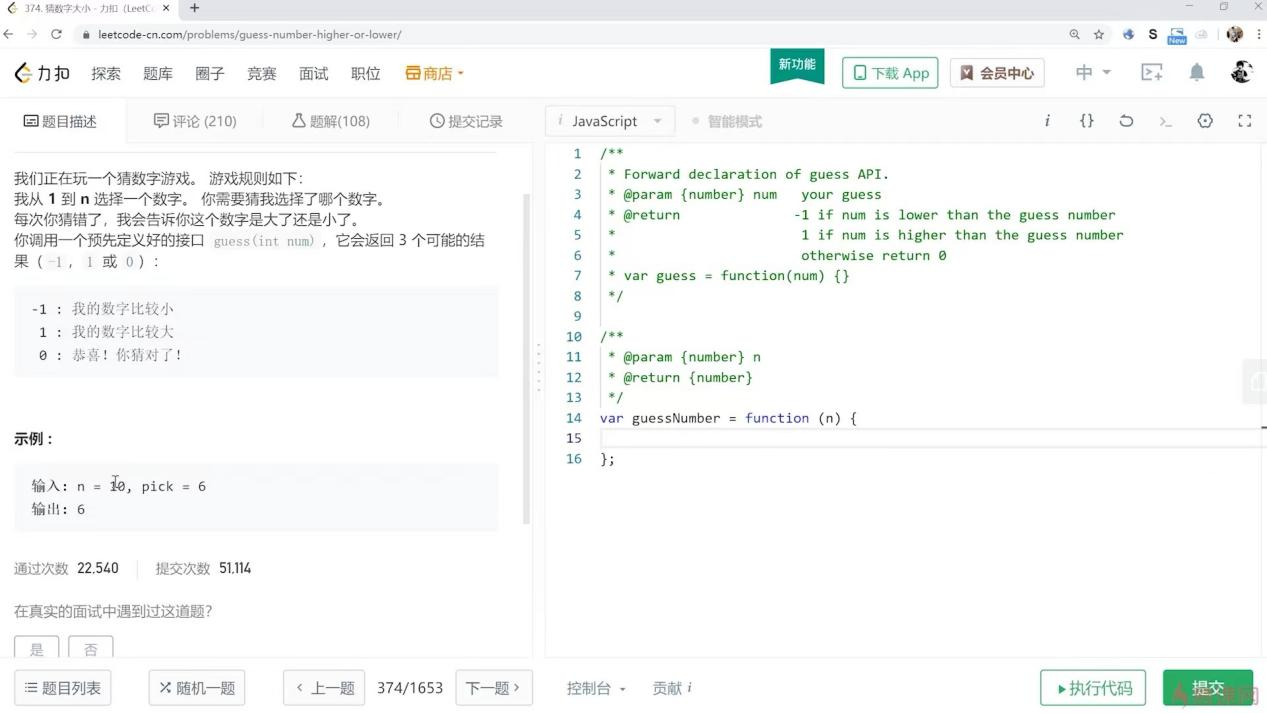 374. 猜数字大小 - 力扣 (LeetC
leetcode-cn.com/problems/guess-number-higher-or-lower/
New
力扣 探索 题库 圈子 竞赛 面试 职位 商店 新功能 下载 App 会员中心 中
题目描述 评论 (210) 题解(108) 提交记录
JavaScript 智能模式
我们正在玩一个猜数字游戏。 游戏规则如下：
我从 1 到 n 选择一个数字。 你需要猜我选择了哪个数字。
每次你猜错了，我会告诉你这个数字是大了还是小了。
你调用一个预先定义好的接口 guess(int num)，它会返回 3 个可能的结
果（-1，1 或 0）：
-1 : 我的数字比较小
1 : 我的数字比较大
0 : 恭喜! 你猜对了!
示例 :
输入: n = 10, pick = 6
输出: 6
通过次数 22,540 提交次数 51,114
在真实的面试中遇到过这道题?
是 否
1 /**
2 * Forward declaration of guess API.
3 * @param {number} num your guess
4 * @return -1 if num is lower than the guess number
5 * 1 if num is higher than the guess number
6 * otherwise return 0
7 * var guess = function(num) {}
8 */
9
10 /**
11 * @param {number} n
12 * @return {number}
13 */
14 var guessNumber = function (n) {
15
16 };
题目列表 随机一题 上一题 374/1653 下一题 控制台 贡献 i 执行代码 提交